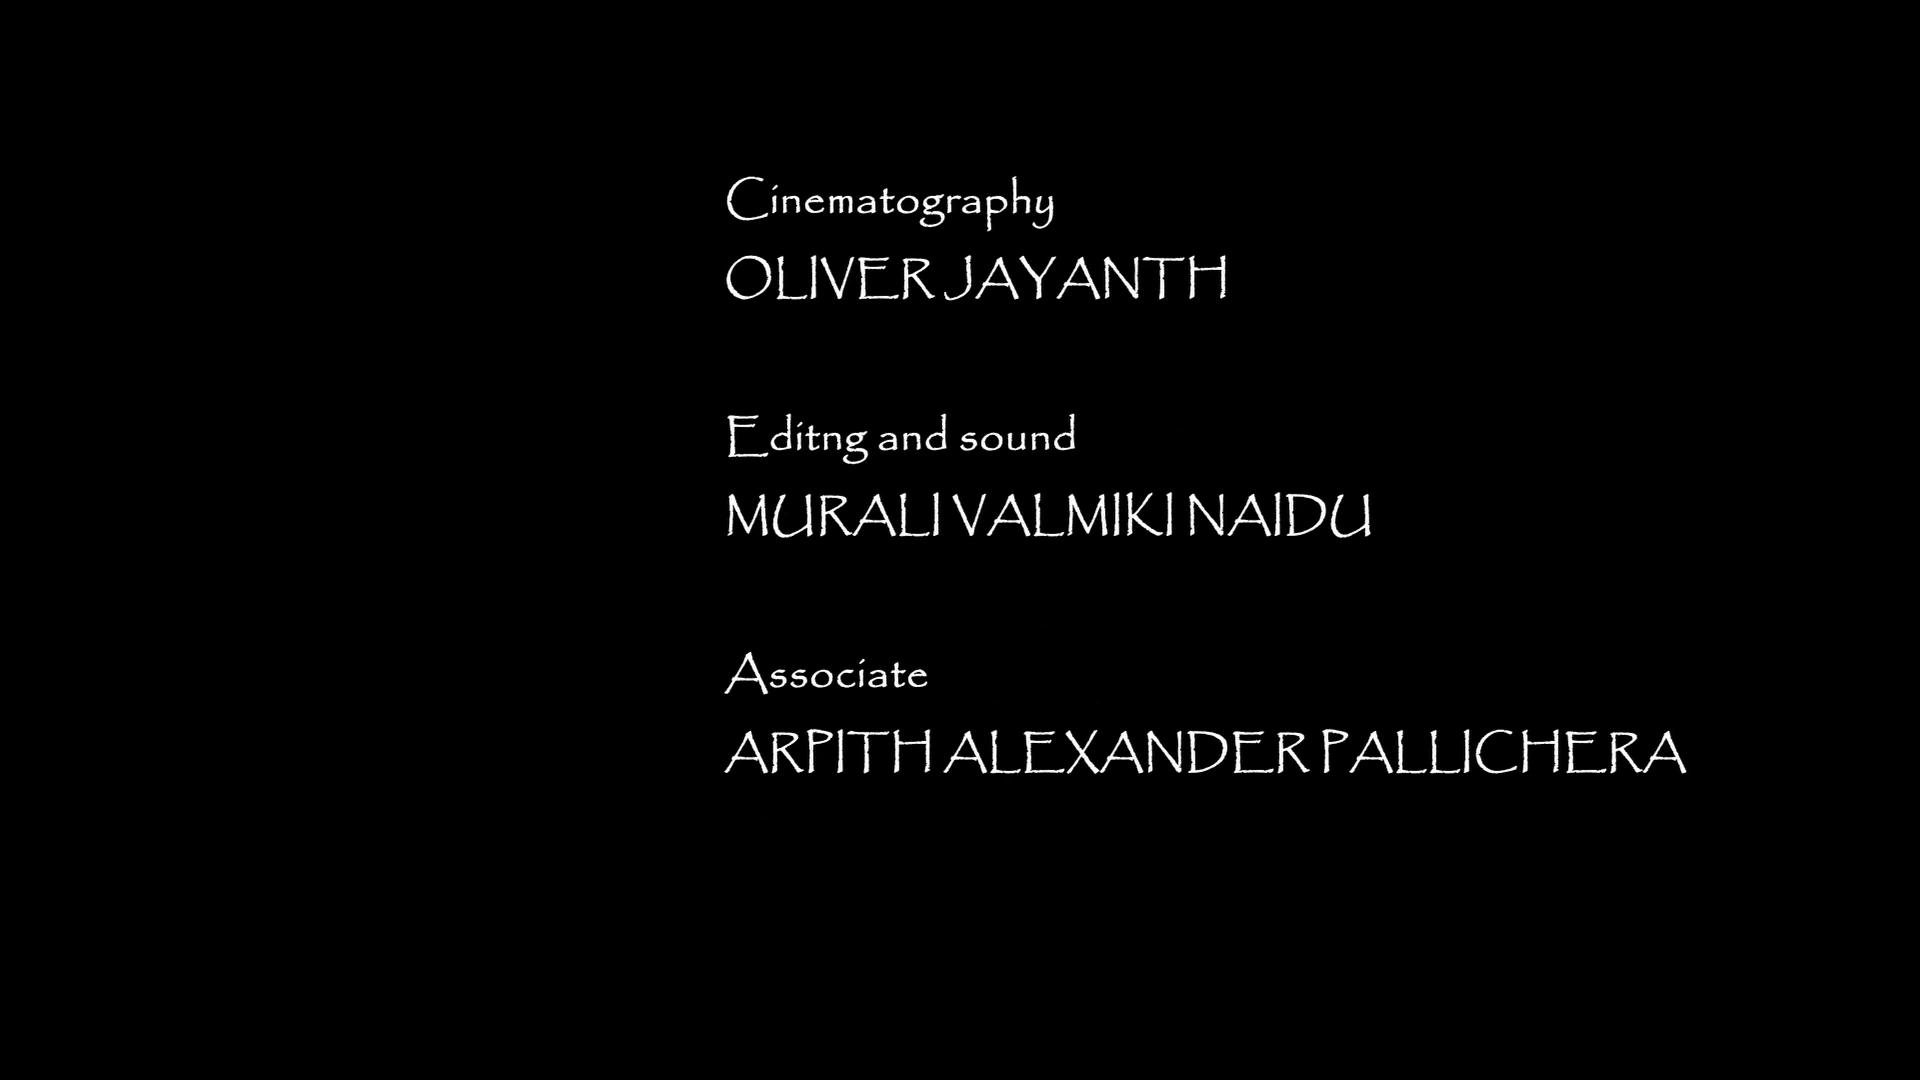 Cinematography
OLIVER JAYANTH
Editng and sound
MURALI VALMIKI NAIDU
Associate
ARPITH ALEXANDER PALLICHERA